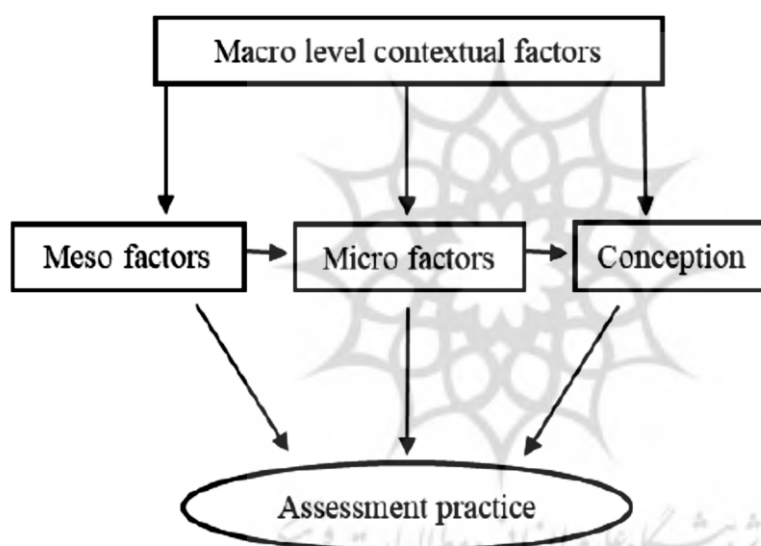 Macro level contextual factors
Meso factors
Micro factors
Conception
Assessment practice